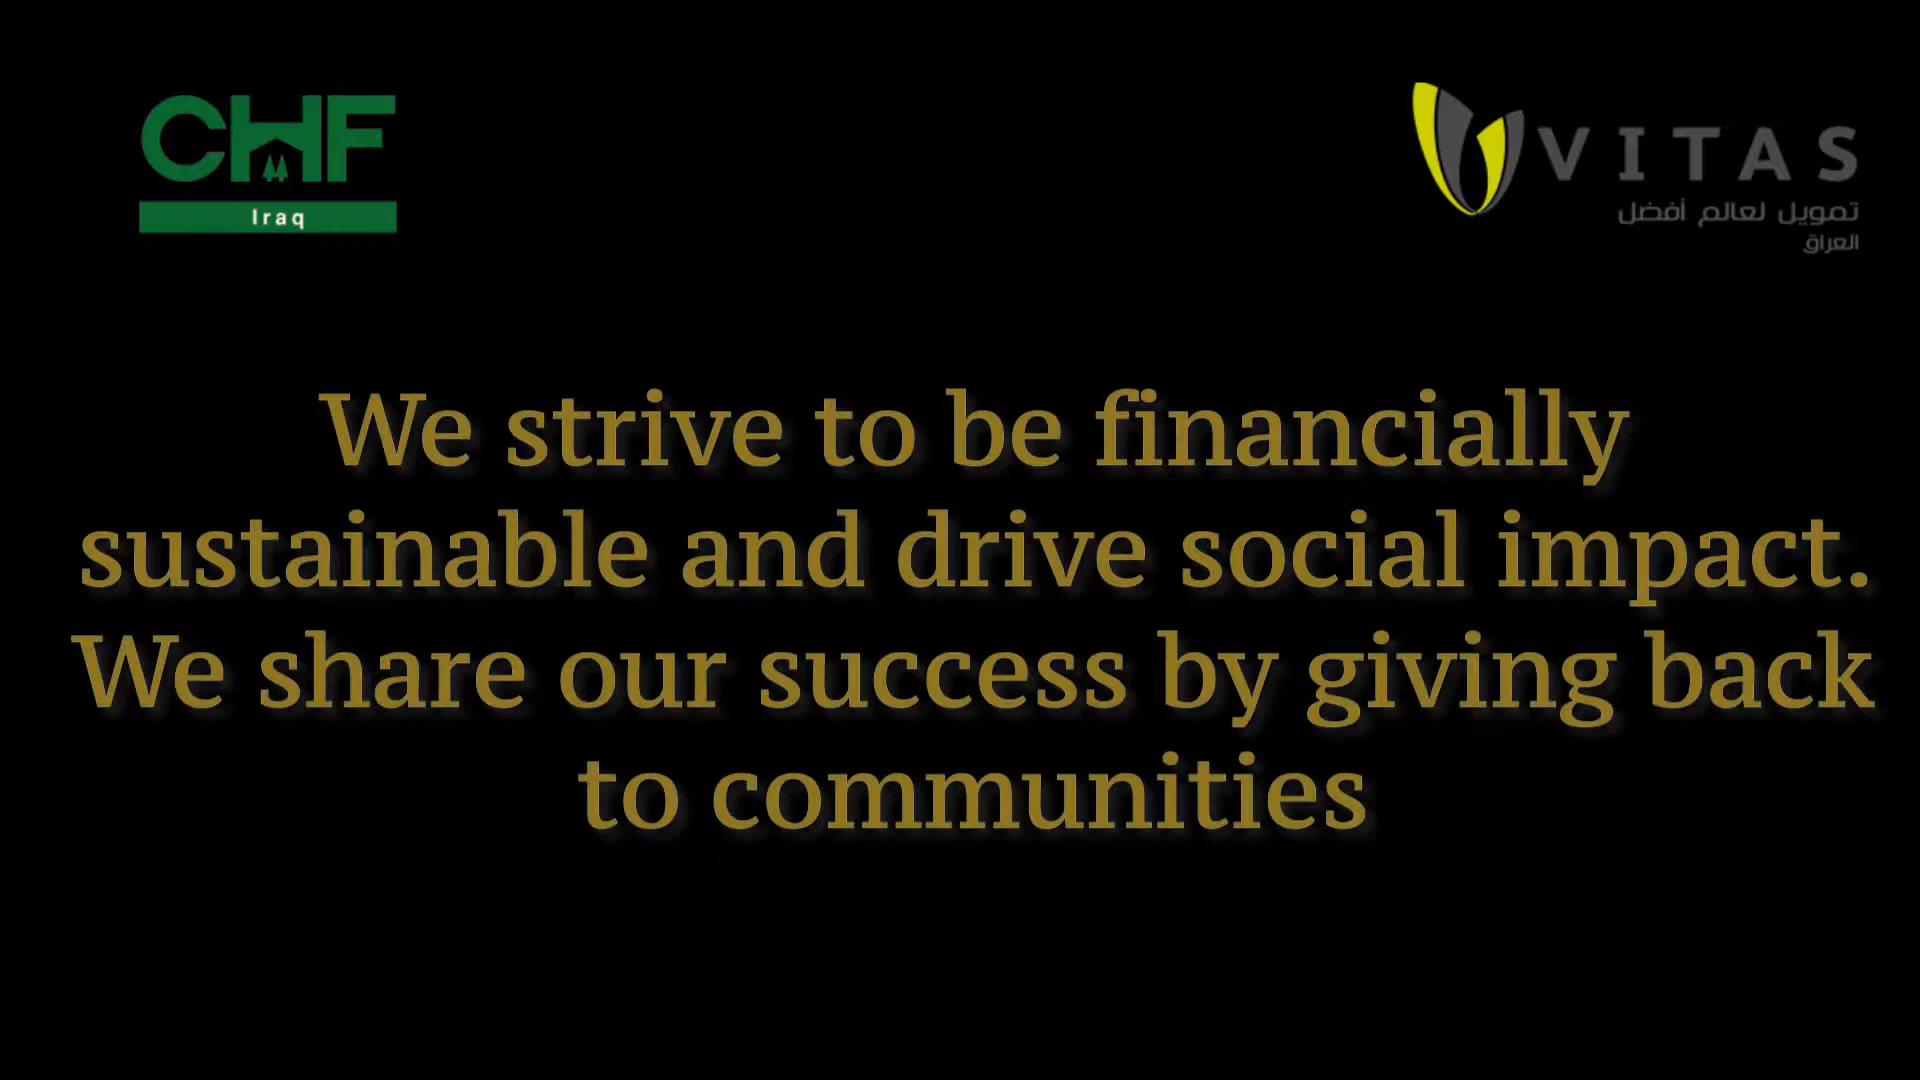 CHF
Iraq
VITAS
تمويل لعالم أفضل
العراق
We strive to be financially
sustainable and drive social impact.
We share our success by giving back
to communities